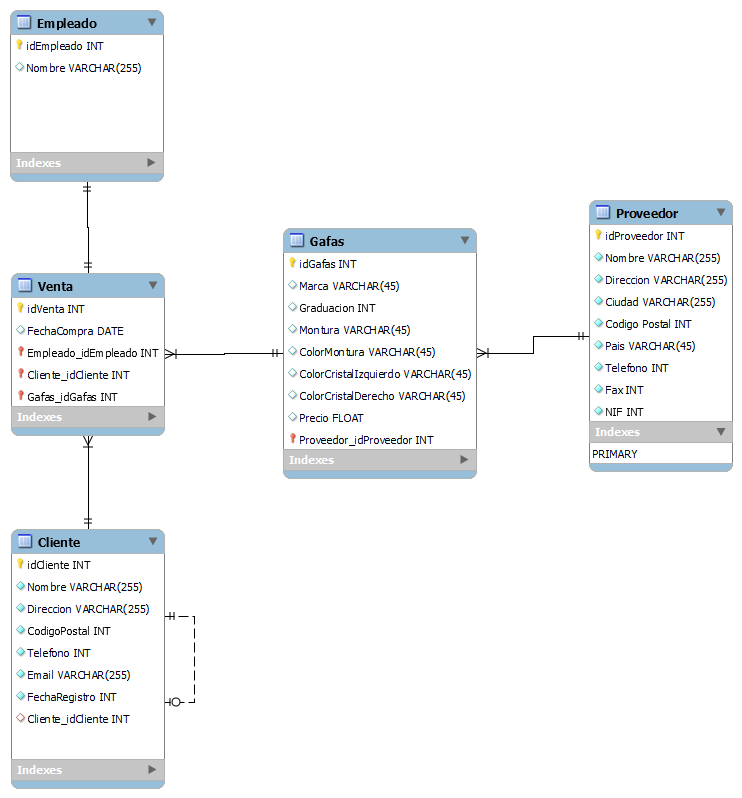 Empleado
idEmpleado INT
Nombre VARCHAR(255)
Indexes
Venta
idVenta INT
FechaCompra DATE
Empleado_idEmpleado INT
Cliente_idCliente INT
Gafas_idGafas INT
Indexes
Cliente
idCliente INT
Nombre VARCHAR(255)
Direccion VARCHAR(255)
CodigoPostal INT
Telefono INT
Email VARCHAR(255)
FechaRegistro INT
Cliente_idCliente INT
Indexes
Gafas
idGafas INT
Marca VARCHAR(45)
Graduacion INT
Montura VARCHAR(45)
ColorMontura VARCHAR(45)
ColorCristalIzquierdo VARCHAR(45)
ColorCristalDerecho VARCHAR(45)
Precio FLOAT
Proveedor_idProveedor INT
Indexes
Proveedor
idProveedor INT
Nombre VARCHAR(255)
Direccion VARCHAR(255)
Ciudad VARCHAR(255)
Codigo Postal INT
Pais VARCHAR(45)
Telefono INT
Fax INT
NIF INT
Indexes
PRIMARY